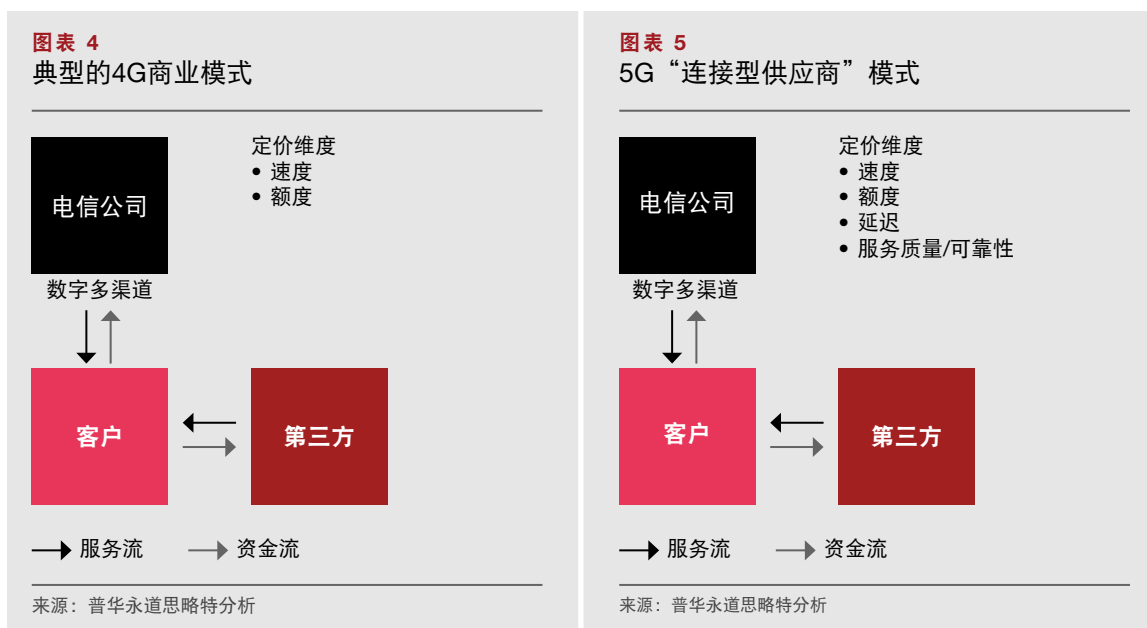 图表 4
典型的4G商业模式
电信公司
定价维度
• 速度
• 额度
数字多渠道
客户
第三方
服务流
资金流
来源：普华永道思略特分析
图表 5
5G“连接型供应商”模式
电信公司
定价维度
• 速度
• 额度
• 延迟
• 服务质量/可靠性
数字多渠道
客户
第三方
服务流
资金流
来源：普华永道思略特分析